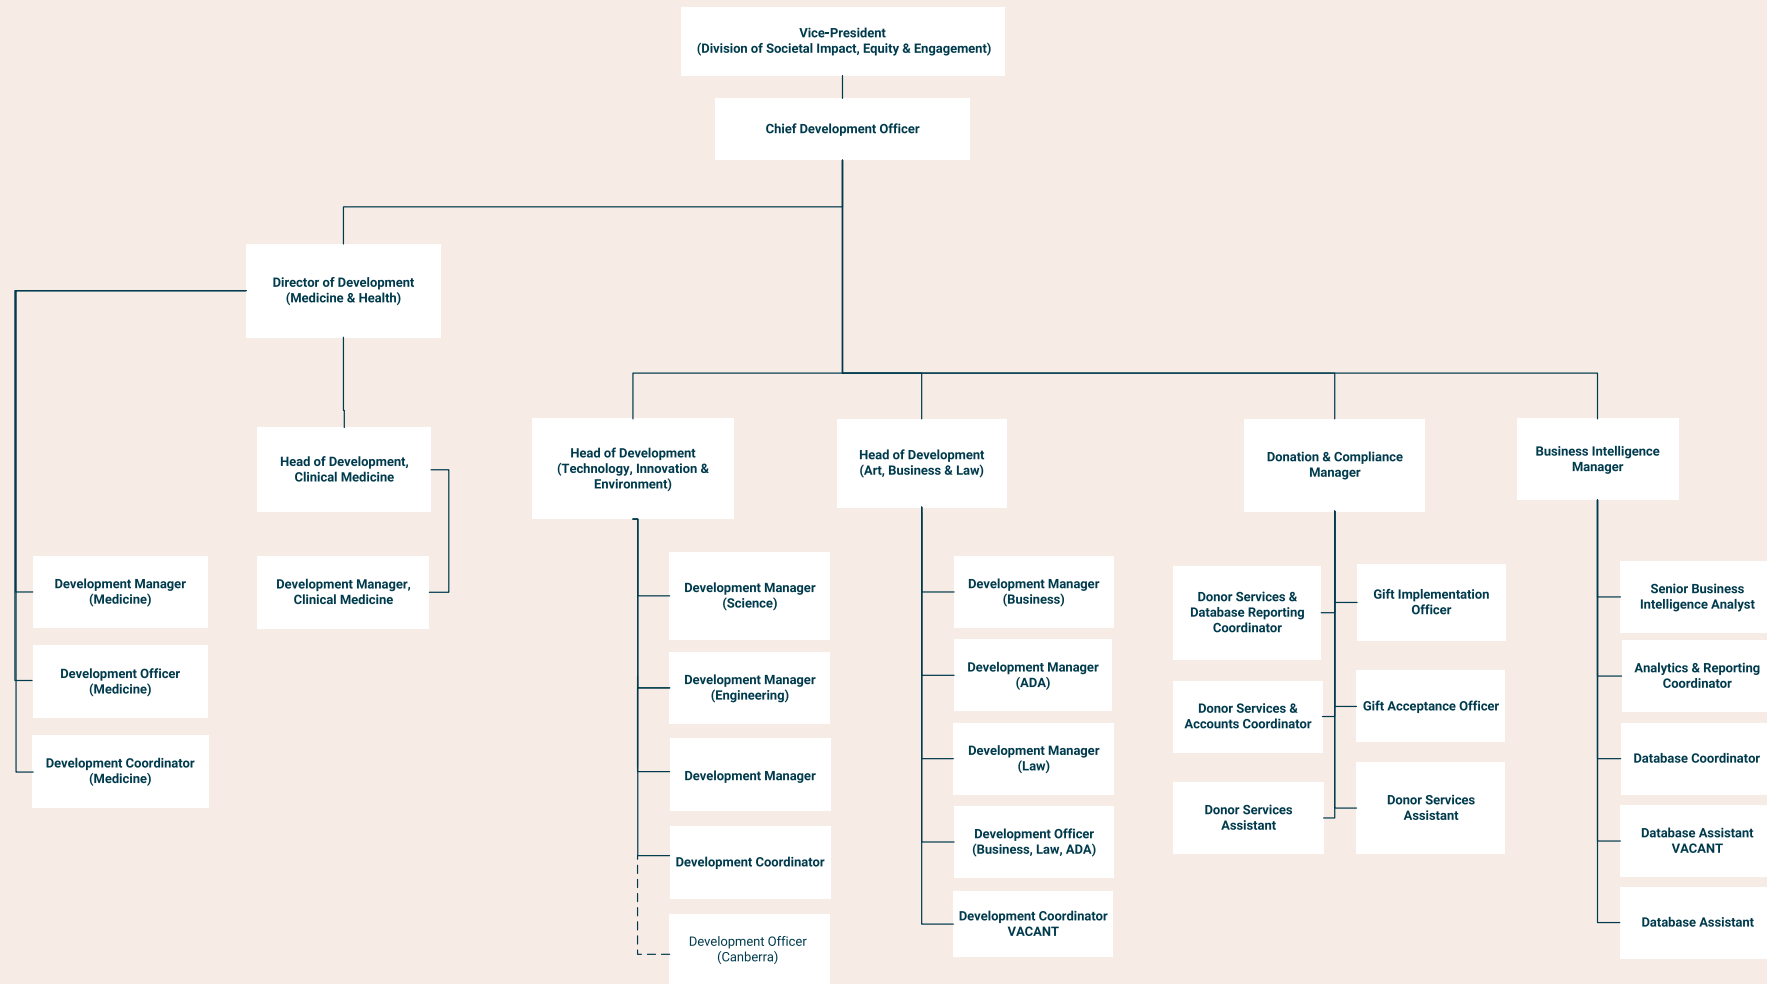 Vice-President
(Division of Societal Impact, Equity & Engagement)
Chief Development Officer
Director of Development
(Medicine & Health)
Head of Development,
Clinical Medicine
Development Manager,
Clinical Medicine
Development Manager
(Medicine)
Development Officer
(Medicine)
Development Coordinator
(Medicine)
Head of Development
(Technology, Innovation &
Environment)
Development Manager
(Science)
Development Manager
(Engineering)
Development Manager
Development Coordinator
Development Officer
(Canberra)
Head of Development
(Art, Business & Law)
Development Manager
(Business)
Development Manager
(ADA)
Development Manager
(Law)
Development Officer
(Business, Law, ADA)
Development Coordinator
VACANT
Donation & Compliance
Manager
Donor Services &
Database Reporting
Coordinator
Donor Services &
Accounts Coordinator
Donor Services
Assistant
Gift Implementation
Officer
Gift Acceptance Officer
Donor Services
Assistant
Business Intelligence
Manager
Senior Business
Intelligence Analyst
Analytics & Reporting
Coordinator
Database Coordinator
Database Assistant
VACANT
Database Assistant